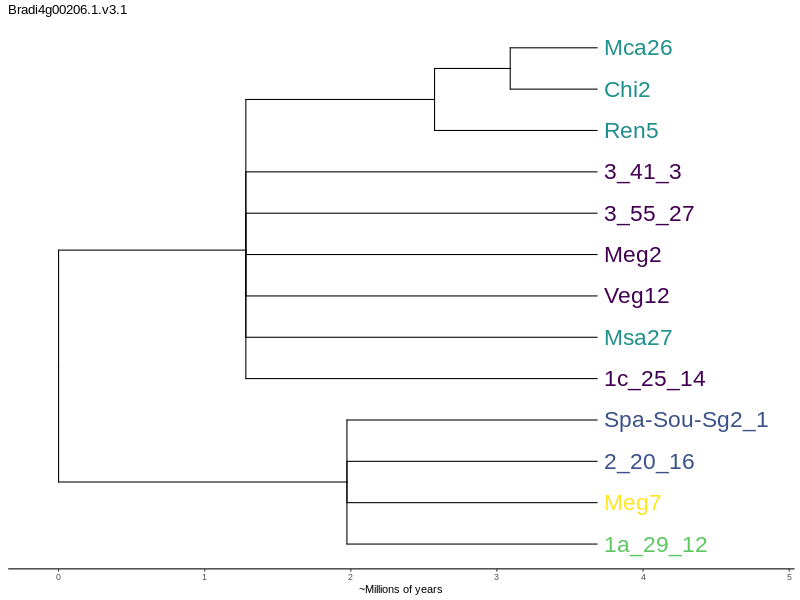 Bradi4g00206.1.v3.1
Mca26
Chi2
Ren5
3_41_3
3_55_27
Meg2
Veg12
Msa27
1c_25_14
Spa-Sou-Sg2_1
2_20_16
Meg7
1a_29_12
0 1 2 3 4 5
~Millions of years